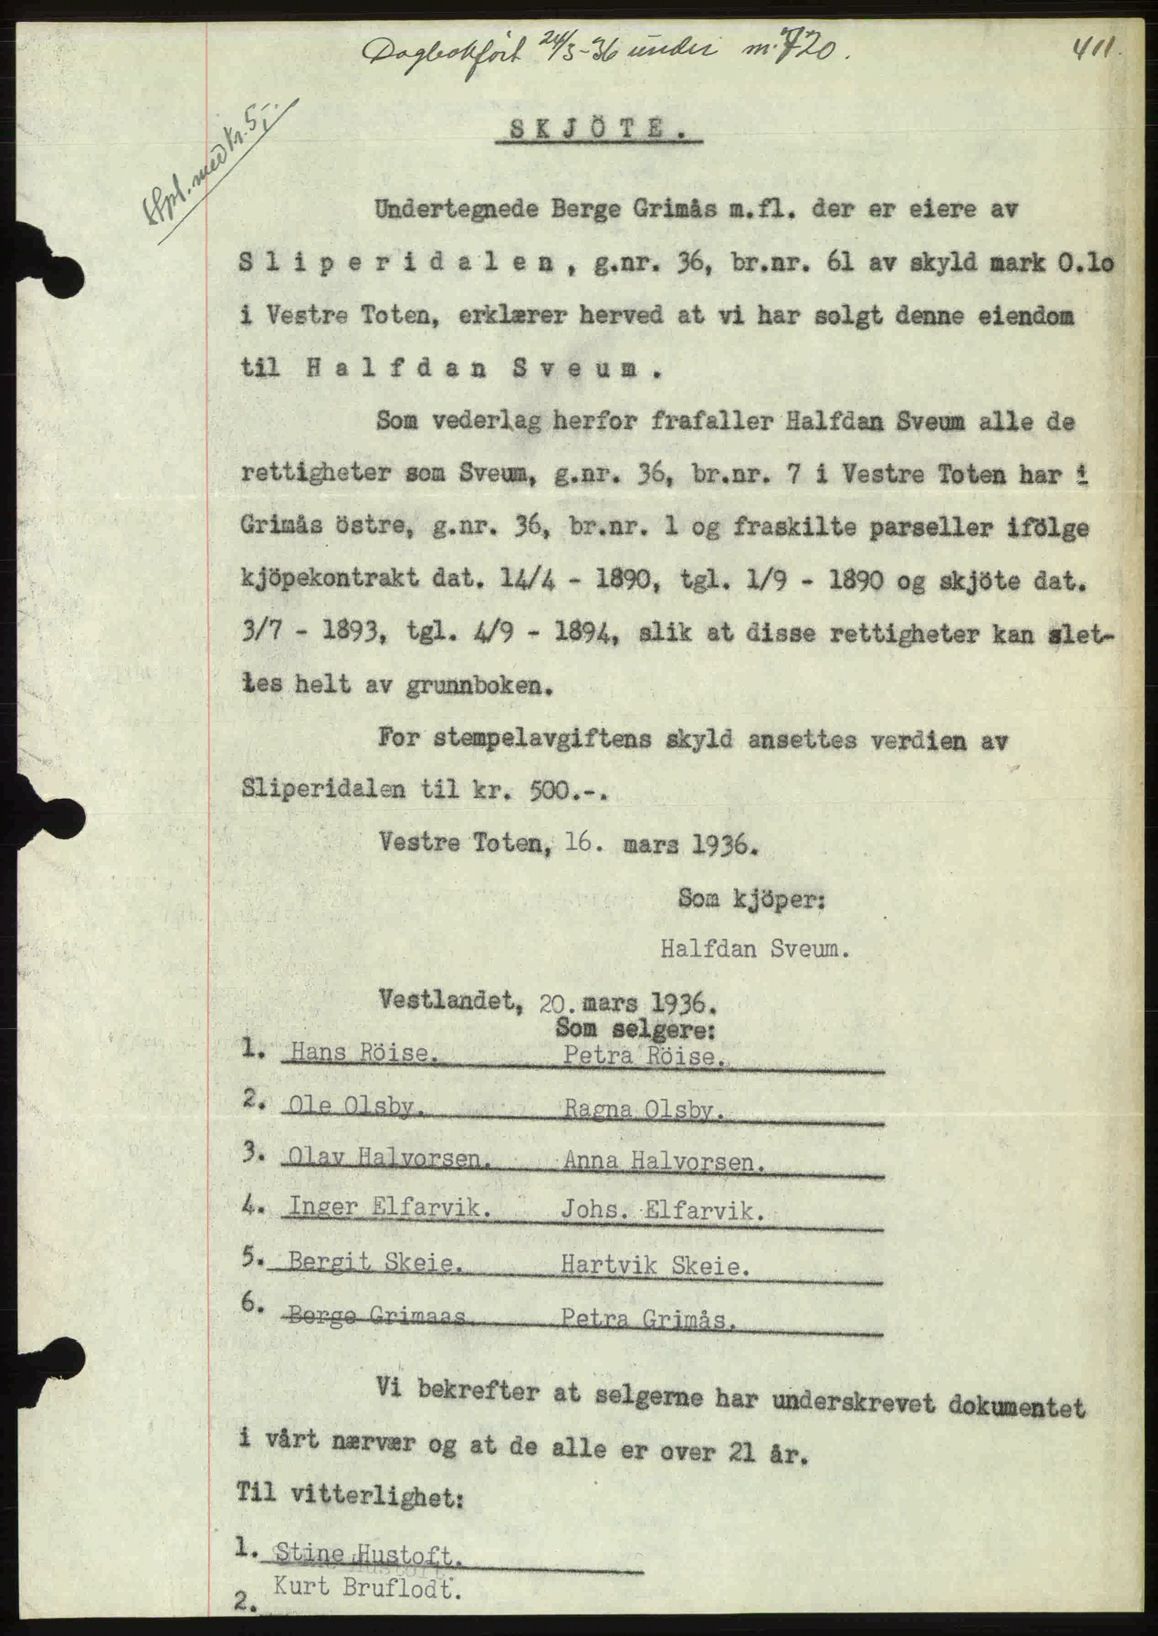 Dagbokfört 24/3-36 under nr. 720.
411.
Stpl. med kr. 5,-.
SKJÖTE.
Undertegnede Berge Grimås m.fl. der er eiere av
Sliperidalen, g.nr. 36, br.nr. 61 av skyld mark 0.10
i Vestre Toten, erklærer herved at vi har solgt denne eiendom
til Halfdan Sveum.
Som vederlag herfor frafaller Halfdan Sveum alle de
rettigheter som Sveum, g.nr. 36, br.nr. 7 i Vestre Toten har i
Grimås östre, g.nr. 36, br.nr. 1 og fraskilte parseller ifölge
kjöpekontrakt dat. 14/4 - 1890, tgl. 1/9 - 1890 og skjöte dat.
3/7 - 1893, tgl. 4/9 - 1894, slik at disse rettigheter kan slet-
tes helt av grunnboken.
For stempelavgiftens skyld ansettes verdien av
Sliperidalen til kr. 500.-.
Vestre Toten, 16. mars 1936.
Som kjöper:
Halfdan Sveum.
Vestlandet, 20. mars 1936.
Som selgere:
1. Hans Röise. Petra Röise.
2. Ole Olsby. Ragna Olsby.
3. Olav Halvorsen. Anna Halvorsen.
4. Inger Elfarvik. Johs. Elfarvik.
5. Bergit Skeie. Hartvik Skeie.
6. Berge Grimaas. Petra Grimås.
Vi bekrefter at selgerne har underskrevet dokumentet
i vårt nærvær og at de alle er over 21 år.
Til vitterlighet:
1. Stine Hustoft.
2. Kurt Bruflodt.